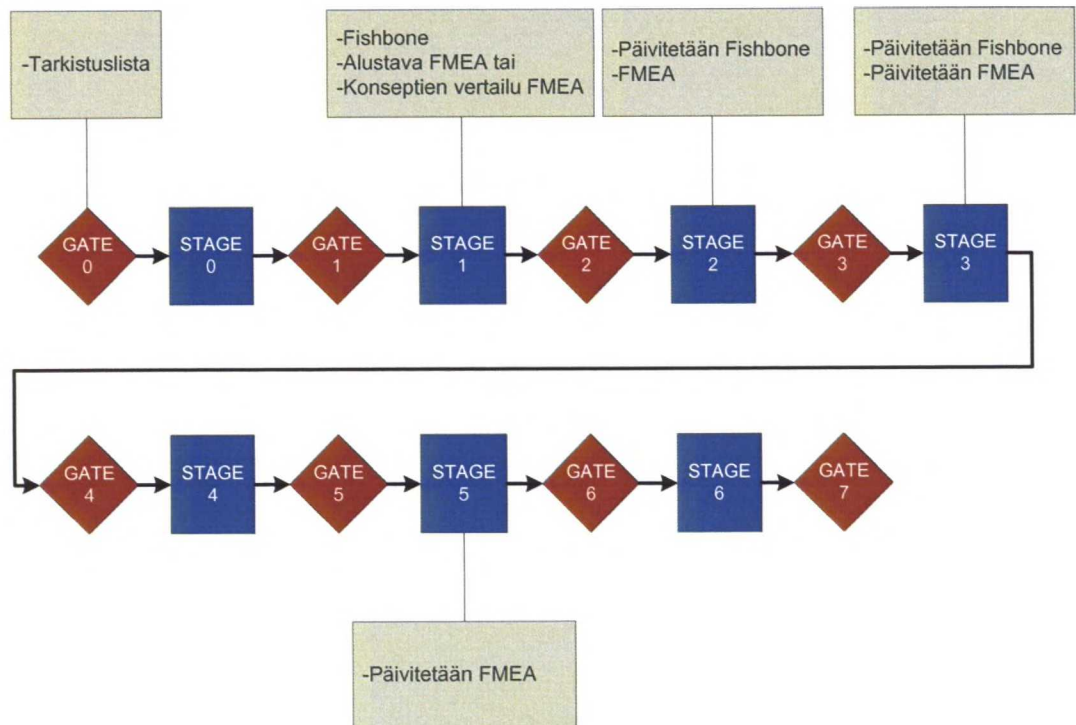 -Tarkistuslista
-Fishbone
-Alustava FMEA tai
-Konseptien vertailu FMEA
-Päivitetään Fishbone
-FMEA
-Päivitetään Fishbone
-Päivitetään FMEA
GATE
0
STAGE
0
GATE
1
STAGE
1
GATE
2
STAGE
2
GATE
3
STAGE
3
GATE
4
STAGE
4
GATE
5
STAGE
5
GATE
6
STAGE
6
GATE
7
-Päivitetään FMEA